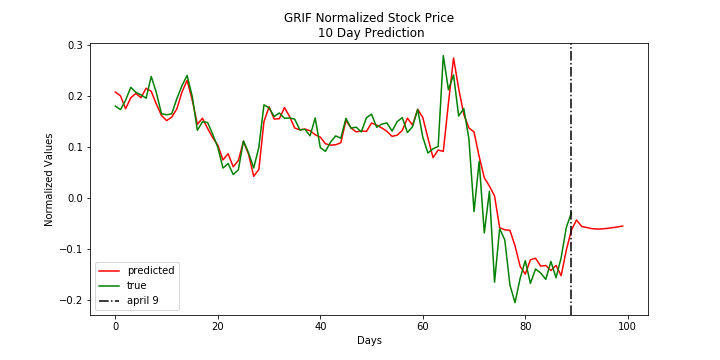 GRIF Normalized Stock Price
10 Day Prediction
Normalized Values
0.3
0.2
0.1
0.0
−0.1
−0.2
predicted
true
april 9
0
20
40
60
80
100
Days